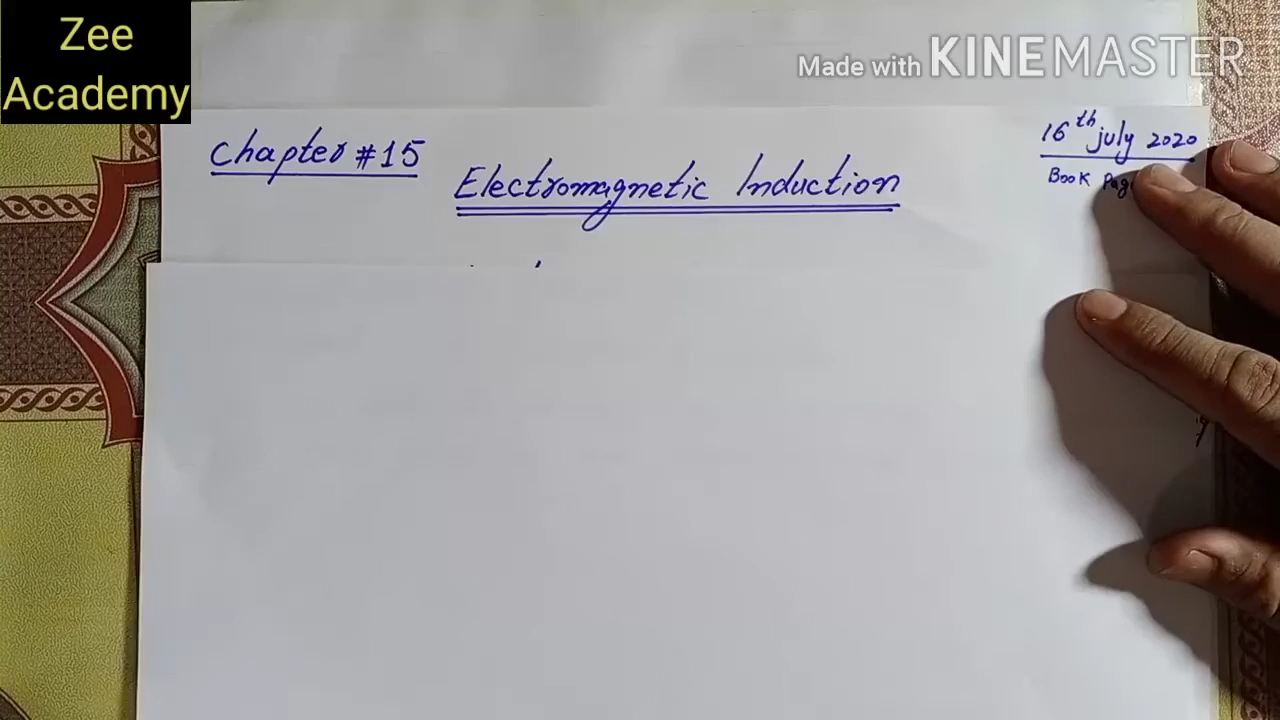 Zee
Academy
Made with KINEMASTER
Chapter #15
16th july 2020
Electromagnetic Induction
Book